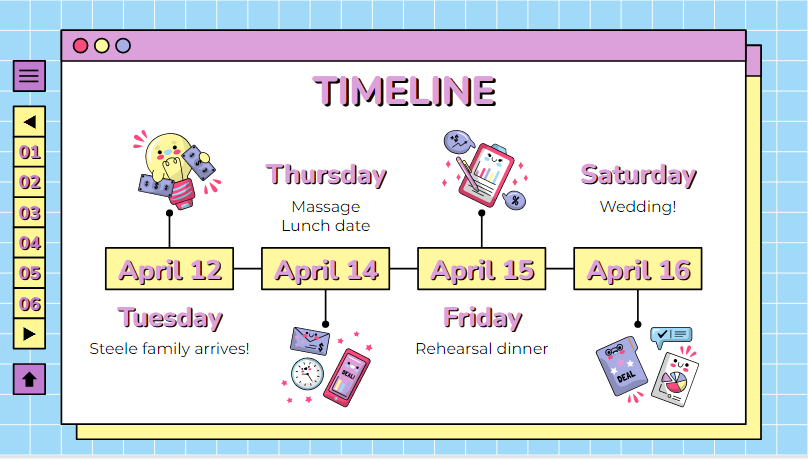 TIMELINE
01
02
03
04
05
06
April 12
Tuesday
Steele family arrives!
Thursday
Massage
Lunch date
April 14
DEAL!
$
%
April 15
Friday
Rehearsal dinner
Saturday
Wedding!
April 16
DEAL